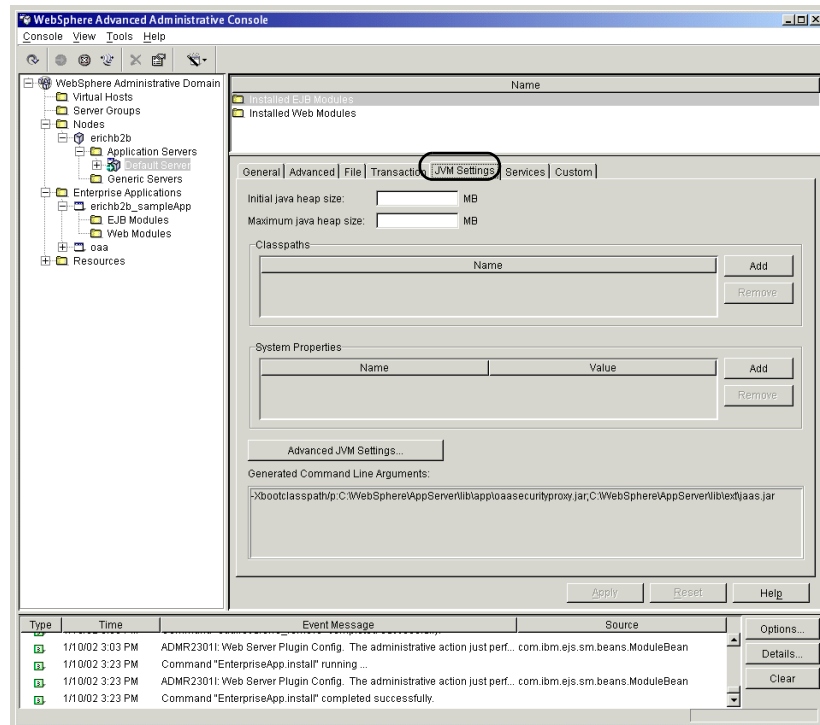 WebSphere Advanced Administrative Console
Console View Tools Help
WebSphere Administrative Domain
Virtual Hosts
Server Groups
Nodes
erichb2b
Application Servers
Default Server
Generic Servers
Enterprise Applications
erichb2b_sampleApp
EJB Modules
Web Modules
oaa
Resources
Name
Installed EJB Modules
Installed Web Modules
General Advanced File Transaction JVM Settings Services Custom
Initial java heap size: MB
Maximum java heap size: MB
Classpaths
Name Add
Remove
System Properties
Name Value Add
Remove
Advanced JVM Settings...
Generated Command Line Arguments:
-Xbootclasspath/p:C:\WebSphere\AppServer\lib\app\oaasecurityproxy.jar;C:\WebSphere\AppServer\lib\ext\jaas.jar
Apply Reset Help
Type Time Event Message Source Options...
1/10/02 3:03 PM ADMR2301I: Web Server Plugin Config. The administrative action just perf... com.ibm.ejs.sm.beans.ModuleBean Details...
1/10/02 3:23 PM Command "EnterpriseApp.install" running ...
1/10/02 3:23 PM ADMR2301I: Web Server Plugin Config. The administrative action just perf... com.ibm.ejs.sm.beans.ModuleBean Clear
1/10/02 3:23 PM Command "EnterpriseApp.install" completed successfully.